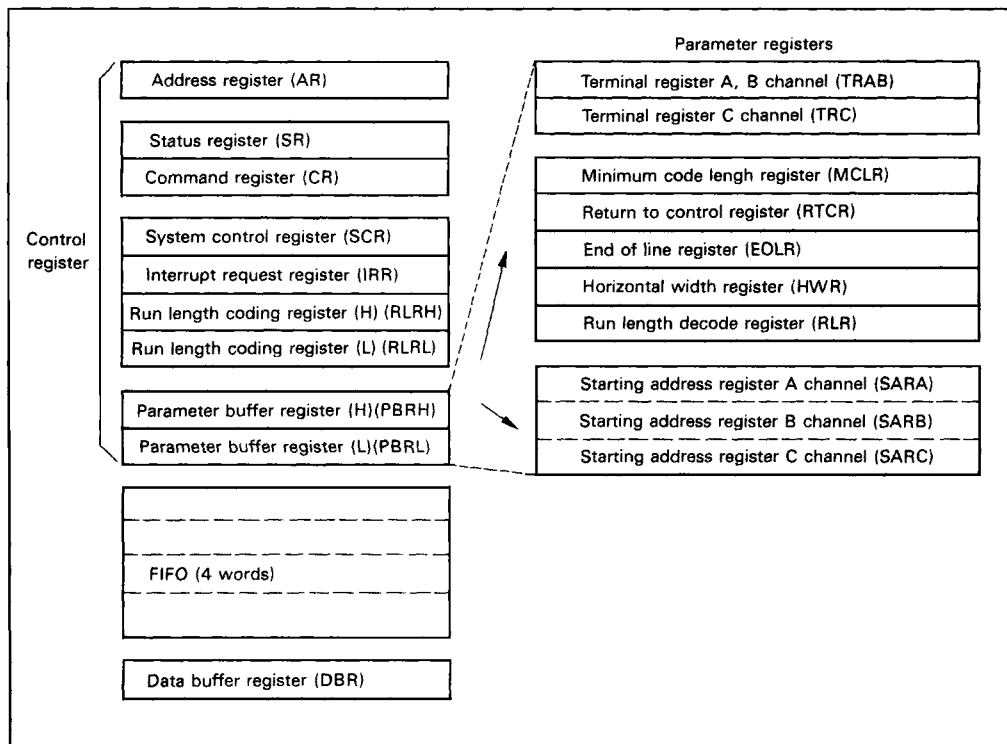 Control
register
Address register (AR)
Status register (SR)
Command register (CR)
System control register (SCR)
Interrupt request register (IRR)
Run length coding register (H) (RLRH)
Run length coding register (L) (RLRL)
Parameter buffer register (H)(PBRH)
Parameter buffer register (L)(PBRL)
FIFO (4 words)
Data buffer register (DBR)
Parameter registers
Terminal register A, B channel (TRAB)
Terminal register C channel (TRC)
Minimum code lengh register (MCLR)
Return to control register (RTCR)
End of line register (EOLR)
Horizontal width register (HWR)
Run length decode register (RLR)
Starting address register A channel (SARA)
Starting address register B channel (SARB)
Starting address register C channel (SARC)